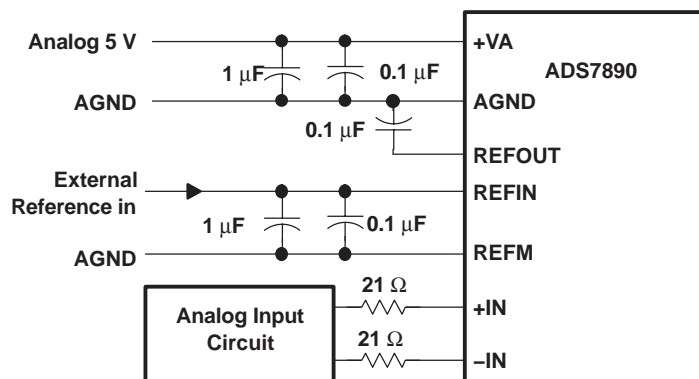 Analog 5 V
1 μF
0.1 μF
+VA
ADS7890
AGND
AGND
0.1 μF
REFOUT
External
Reference in
REFIN
1 μF
0.1 μF
AGND
REFM
21 Ω
+IN
Analog Input
Circuit
21 Ω
−IN